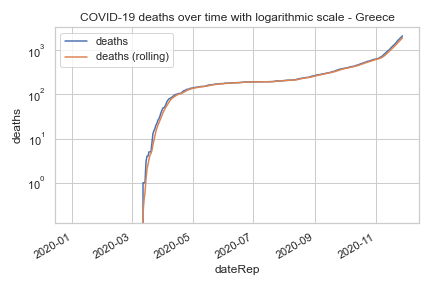 COVID-19 deaths over time with logarithmic scale - Greece
deaths
deaths (rolling)
10³
10²
10¹
10⁰
deaths
2020-01
2020-03
2020-05
2020-07
2020-09
2020-11
dateRep